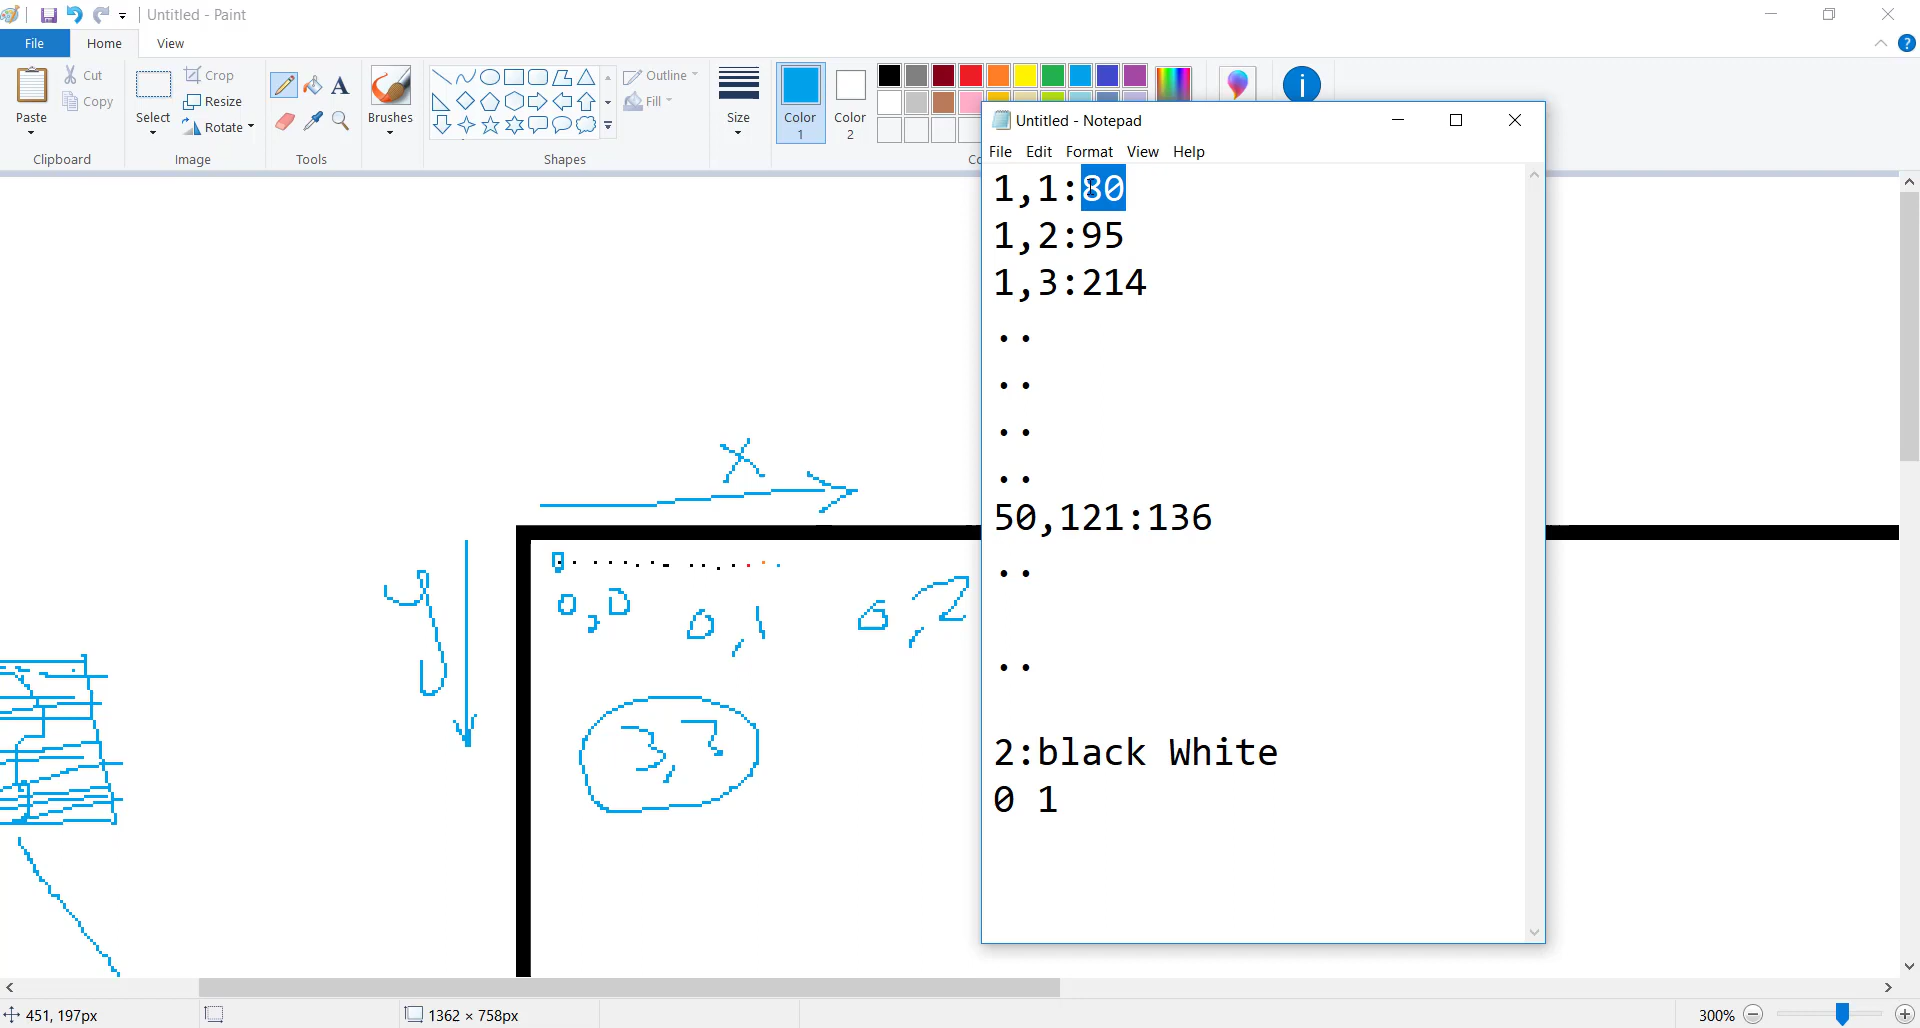 Untitled - Paint
File Home View
Paste
Cut
Copy
Clipboard
Select
Crop
Resize
Rotate
Image
Tools
Brushes
Outline
Fill
Shapes
Size
Color 1
Color 2
Untitled - Notepad
File Edit Format View Help
1,1:80
1,2:95
1,3:214
..
..
..
..
50,121:136
..
..
2:black White
0 1
x
y
0,0 0,1 0,2
451, 197px
1362 × 758px
300%